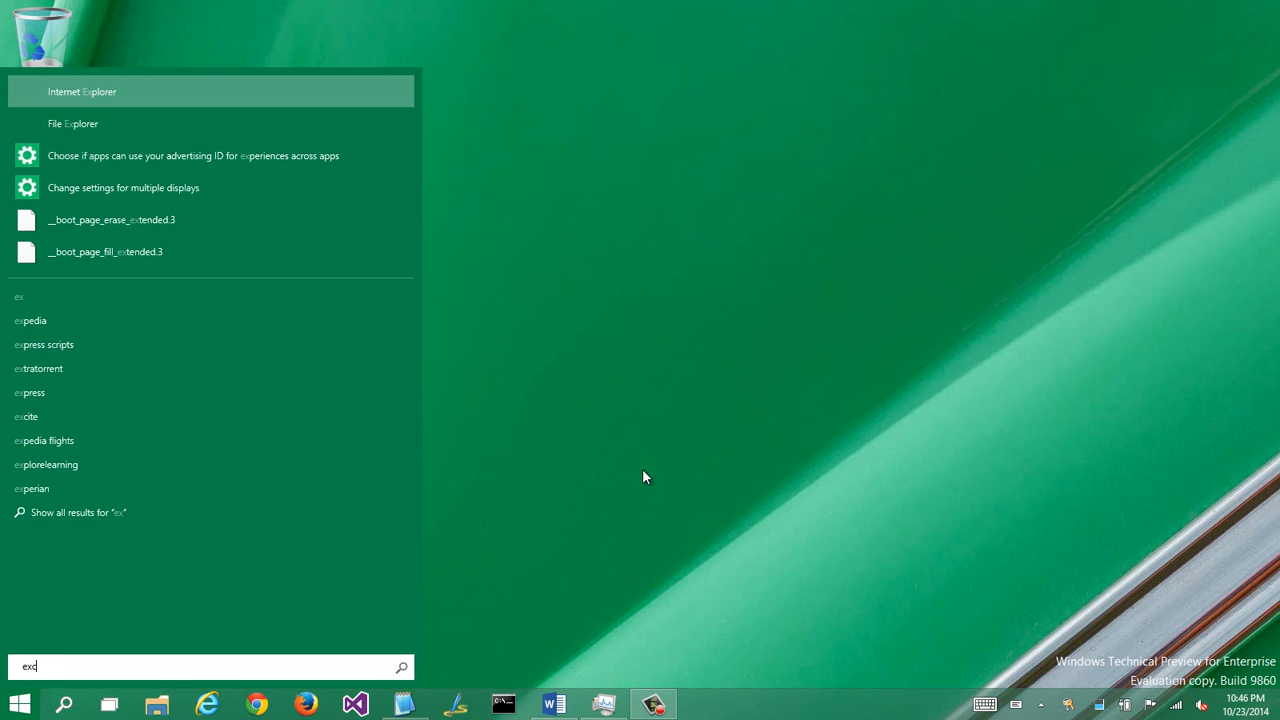 Internet Explorer
File Explorer
Choose if apps can use your advertising ID for experiences across apps
Change settings for multiple displays
__boot_page_erase_extended.3
__boot_page_fill_extended.3
ex
expedia
express scripts
extratorrent
express
excite
expedia flights
explorelearning
experian
Show all results for "ex"
exc
Windows Technical Preview for Enterprise
Evaluation copy. Build 9860
C:\
10:46 PM
10/23/2014